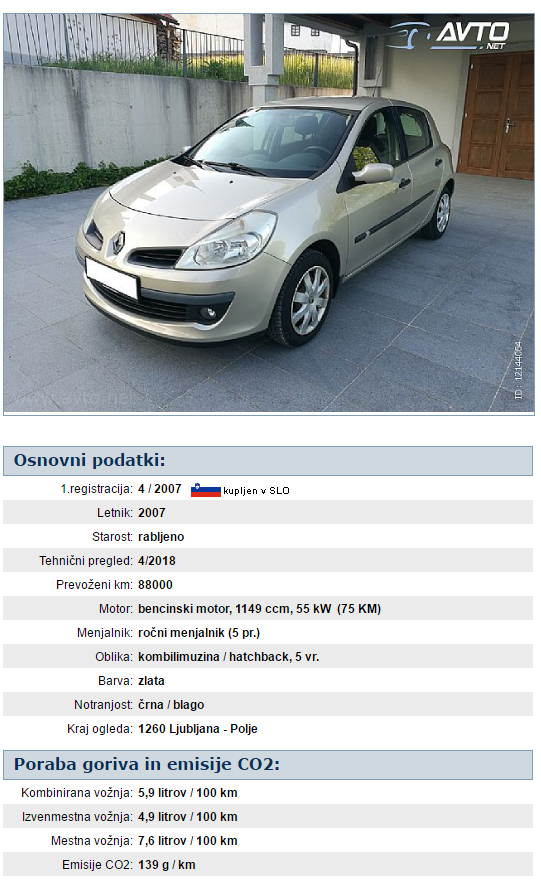 AVTO
.NET
ID : 12144064
Osnovni podatki:
1.registracija: 4 / 2007 kupljen v SLO
Letnik: 2007
Starost: rabljeno
Tehnični pregled: 4/2018
Prevoženi km: 88000
Motor: bencinski motor, 1149 ccm, 55 kW (75 KM)
Menjalnik: ročni menjalnik (5 pr.)
Oblika: kombilimuzina / hatchback, 5 vr.
Barva: zlata
Notranjost: črna / blago
Kraj ogleda: 1260 Ljubljana - Polje
Poraba goriva in emisije CO2:
Kombinirana vožnja: 5,9 litrov / 100 km
Izvenmestna vožnja: 4,9 litrov / 100 km
Mestna vožnja: 7,6 litrov / 100 km
Emisije CO2: 139 g / km